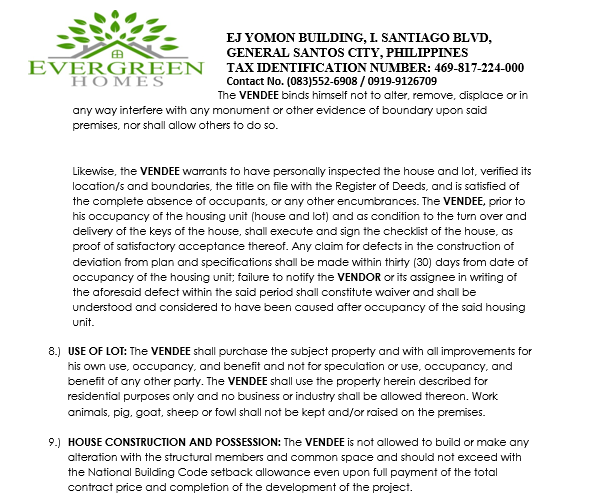 EVERGREEN
HOMES
EJ YOMON BUILDING, I. SANTIAGO BLVD,
GENERAL SANTOS CITY, PHILIPPINES
TAX IDENTIFICATION NUMBER: 469-817-224-000
Contact No. (083)552-6908 / 0919-9126709
The VENDEE binds himself not to alter, remove, displace or in
any way interfere with any monument or other evidence of boundary upon said
premises, nor shall allow others to do so.
Likewise, the VENDEE warrants to have personally inspected the house and lot, verified its
location/s and boundaries, the title on file with the Register of Deeds, and is satisfied of
the complete absence of occupants, or any other encumbrances. The VENDEE, prior to
his occupancy of the housing unit (house and lot) and as condition to the turn over and
delivery of the keys of the house, shall execute and sign the checklist of the house, as
proof of satisfactory acceptance thereof. Any claim for defects in the construction of
deviation from plan and specifications shall be made within thirty (30) days from date of
occupancy of the housing unit; failure to notify the VENDOR or its assignee in writing of
the aforesaid defect within the said period shall constitute waiver and shall be
understood and considered to have been caused after occupancy of the said housing
unit.
8.) USE OF LOT: The VENDEE shall purchase the subject property and with all improvements for
his own use, occupancy, and benefit and not for speculation or use, occupancy, and
benefit of any other party. The VENDEE shall use the property herein described for
residential purposes only and no business or industry shall be allowed thereon. Work
animals, pig, goat, sheep or fowl shall not be kept and/or raised on the premises.
9.) HOUSE CONSTRUCTION AND POSSESSION: The VENDEE is not allowed to build or make any
alteration with the structural members and common space and should not exceed with
the National Building Code setback allowance even upon full payment of the total
contract price and completion of the development of the project.